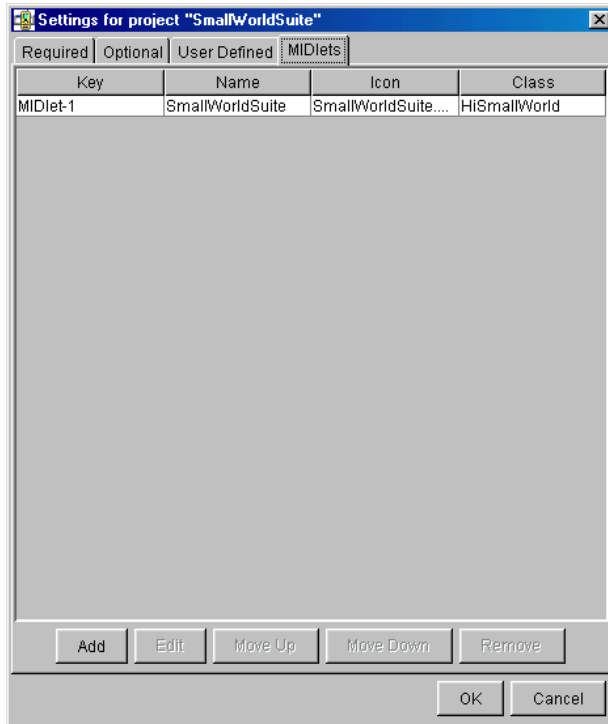 Settings for project "SmallWorldSuite"
Required Optional User Defined MIDlets
Key Name Icon Class
MIDlet-1 SmallWorldSuite SmallWorldSuite.... HiSmallWorld
Add Edit Move Up Move Down Remove
OK Cancel